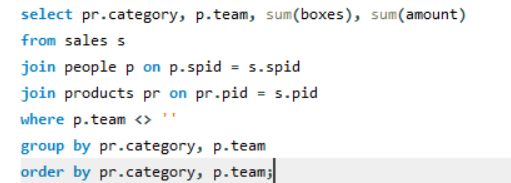 select pr.category, p.team, sum(boxes), sum(amount)
from sales s
join people p on p.spid = s.spid
join products pr on pr.pid = s.pid
where p.team <> ''
group by pr.category, p.team
order by pr.category, p.team;